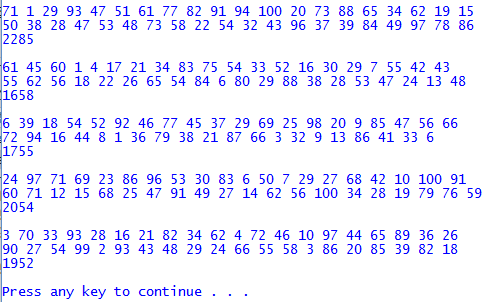 71 1 29 93 47 51 61 77 82 91 94 100 20 73 88 65 34 62 19 15
50 38 28 47 53 48 73 58 22 54 32 43 96 37 39 84 49 97 78 86
2285
61 45 60 1 4 17 21 34 83 75 54 33 52 16 30 29 7 55 42 43
55 62 56 18 22 26 65 54 84 6 80 29 88 38 28 53 47 24 13 48
1658
6 39 18 54 52 92 46 77 45 37 29 69 25 98 20 9 85 47 56 66
72 94 16 44 8 1 36 79 38 21 87 66 3 32 9 13 86 41 33 6
1755
24 97 71 69 23 86 96 53 30 83 6 50 7 29 27 68 42 10 100 91
60 71 12 15 68 25 47 91 49 27 14 62 56 100 34 28 19 79 76 59
2054
3 70 33 93 28 16 21 82 34 62 4 72 46 10 97 44 65 89 36 26
90 27 54 99 2 93 43 48 29 24 66 55 58 3 86 20 85 39 82 18
1952
Press any key to continue . . .